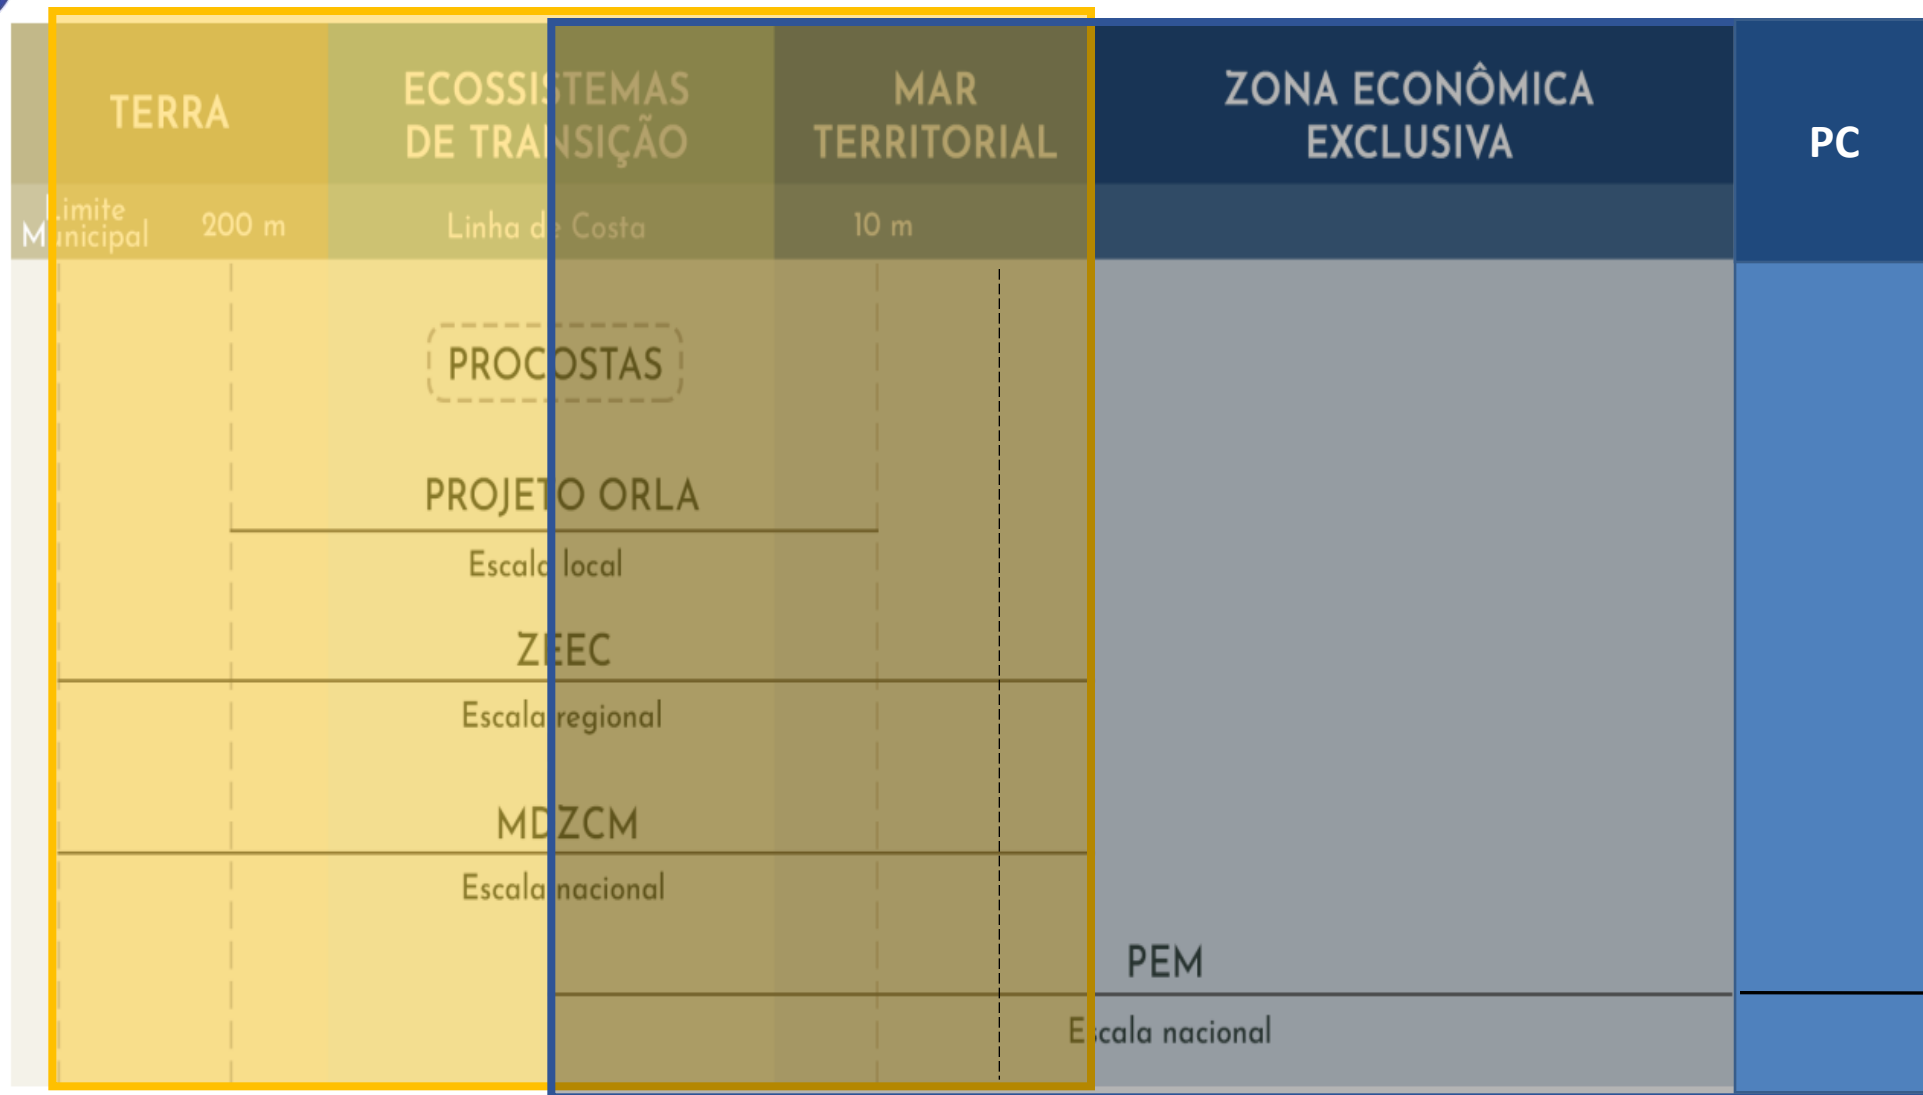 TERRA
ECOSSISTEMAS
DE TRANSIÇÃO
MAR
TERRITORIAL
ZONA ECONÔMICA
EXCLUSIVA
PC
Limite
Municipal
200 m
Linha de Costa
10 m
PROCOSTAS
PROJETO ORLA
Escala local
ZEEC
Escala regional
MDZCM
Escala nacional
PEM
Escala nacional